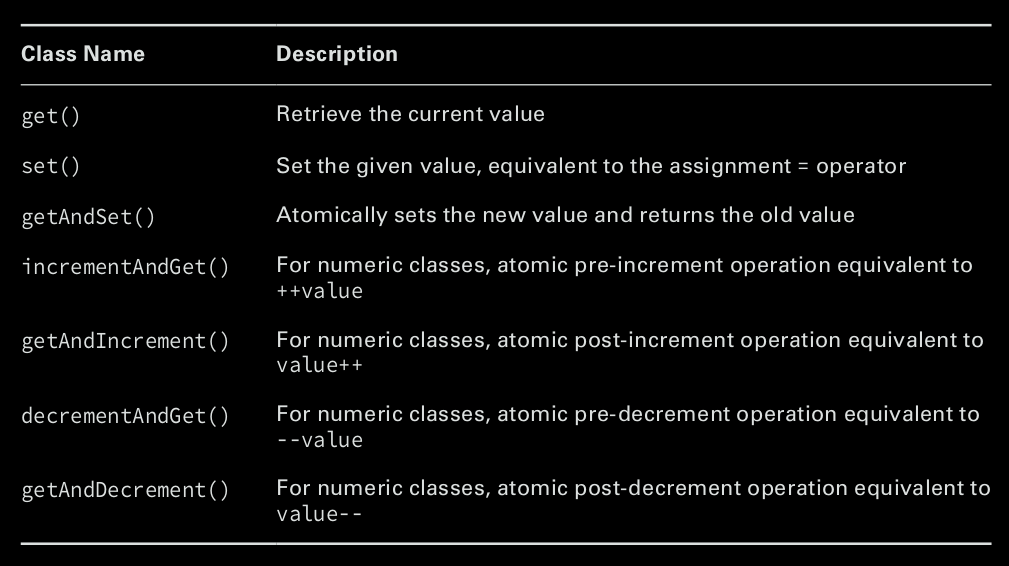 Class Name Description
get() Retrieve the current value
set() Set the given value, equivalent to the assignment = operator
getAndSet() Atomically sets the new value and returns the old value
incrementAndGet() For numeric classes, atomic pre-increment operation equivalent to
++value
getAndIncrement() For numeric classes, atomic post-increment operation equivalent to
value++
decrementAndGet() For numeric classes, atomic pre-decrement operation equivalent to
--value
getAndDecrement() For numeric classes, atomic post-decrement operation equivalent to
value--